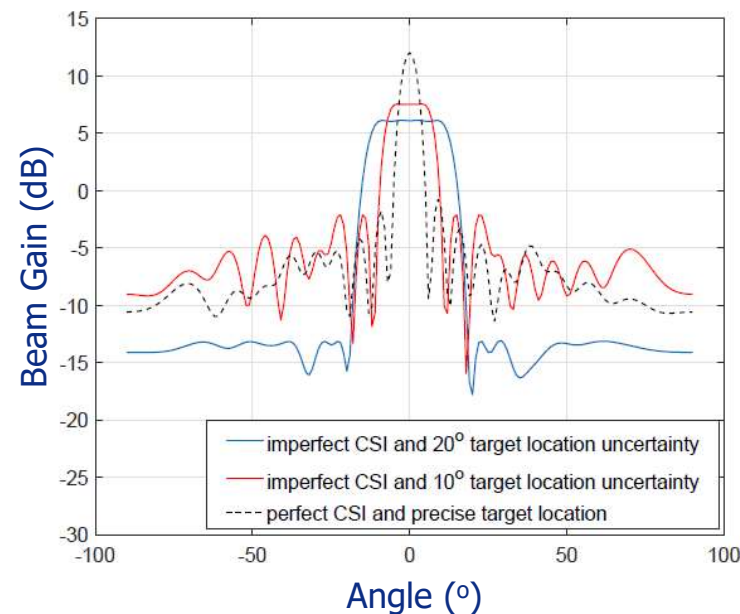 15
10
5
0
-5
-10
-15
-20
-25
-30
Beam Gain (dB)
imperfect CSI and 20° target location uncertainty
imperfect CSI and 10° target location uncertainty
perfect CSI and precise target location
-100 -50 0 50 100
Angle (°)